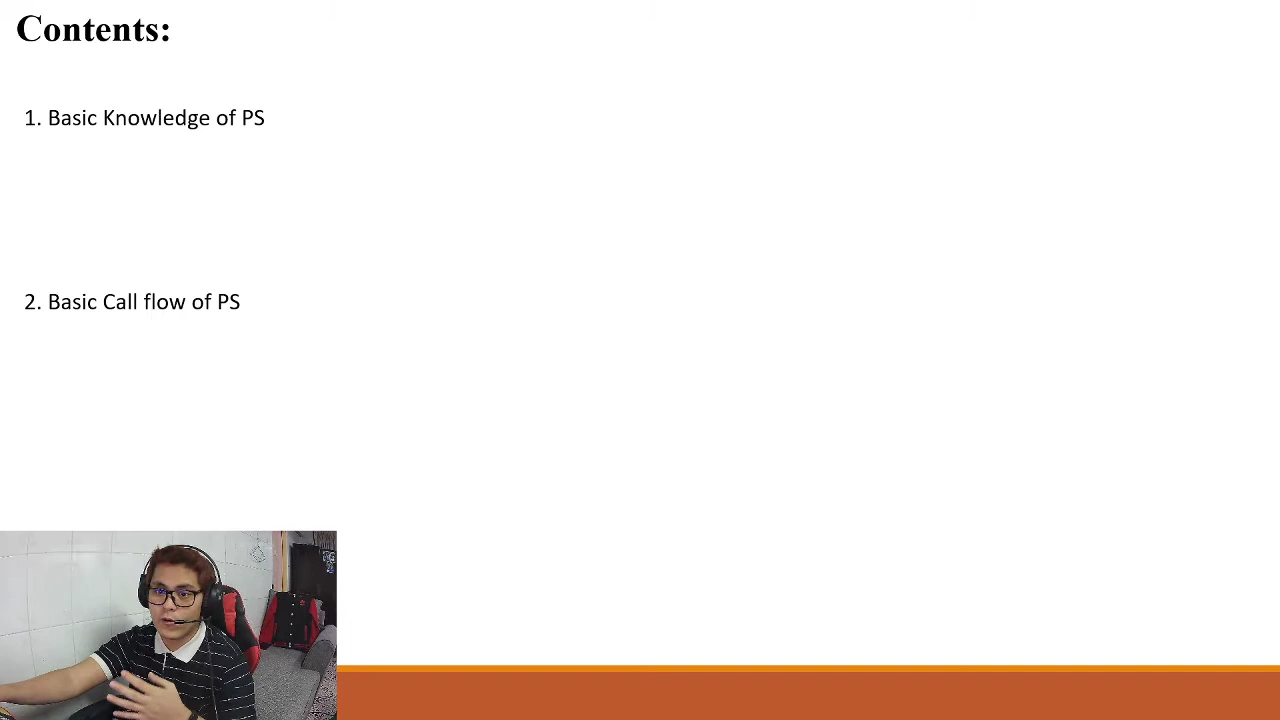 Contents:
1. Basic Knowledge of PS
2. Basic Call flow of PS